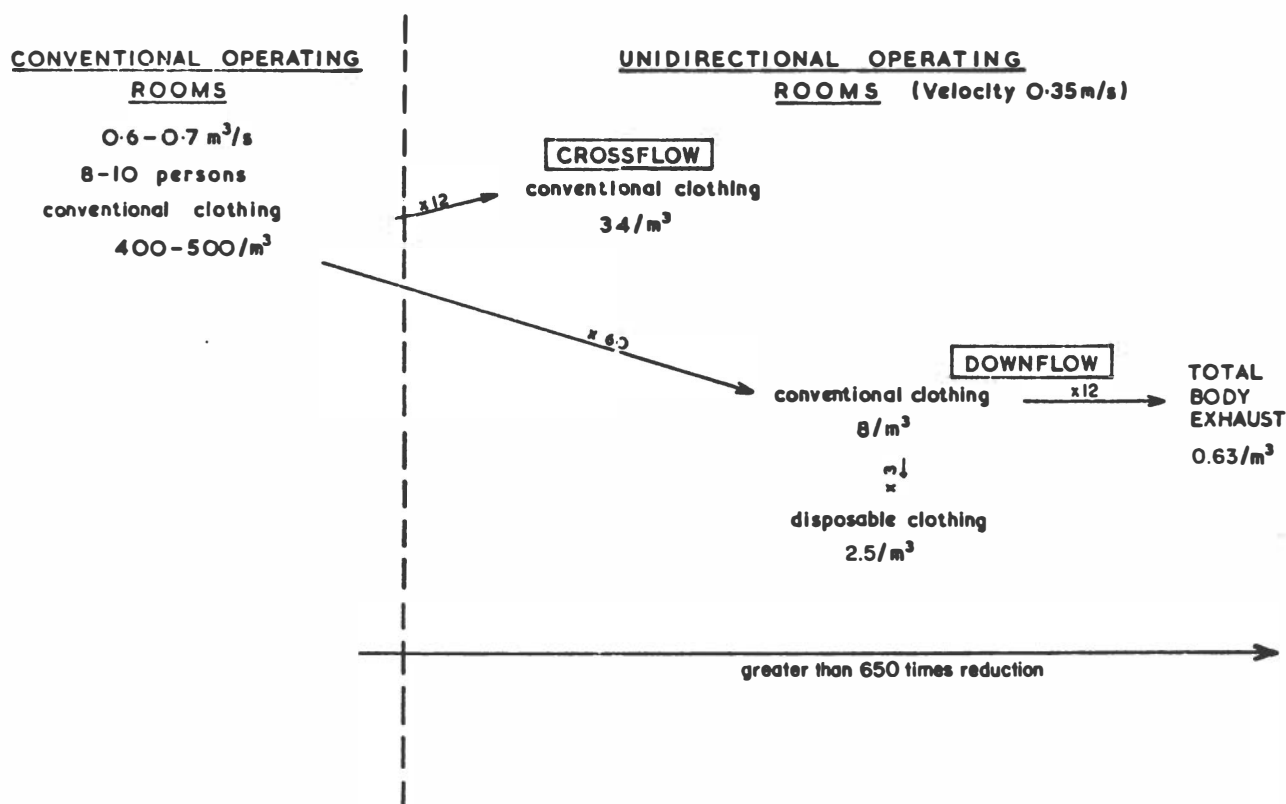 CONVENTIONAL OPERATING
ROOMS
0·6-0·7 m³/s
8-10 persons
conventional clothing
400-500/m³
UNIDIRECTIONAL OPERATING
ROOMS (Velocity 0·35m/s)
CROSSFLOW
conventional clothing
34/m³
x12
x 60
DOWNFLOW
conventional clothing
8/m³
x 3
disposable clothing
2.5/m³
x12
TOTAL
BODY
EXHAUST
0.63/m³
greater than 650 times reduction